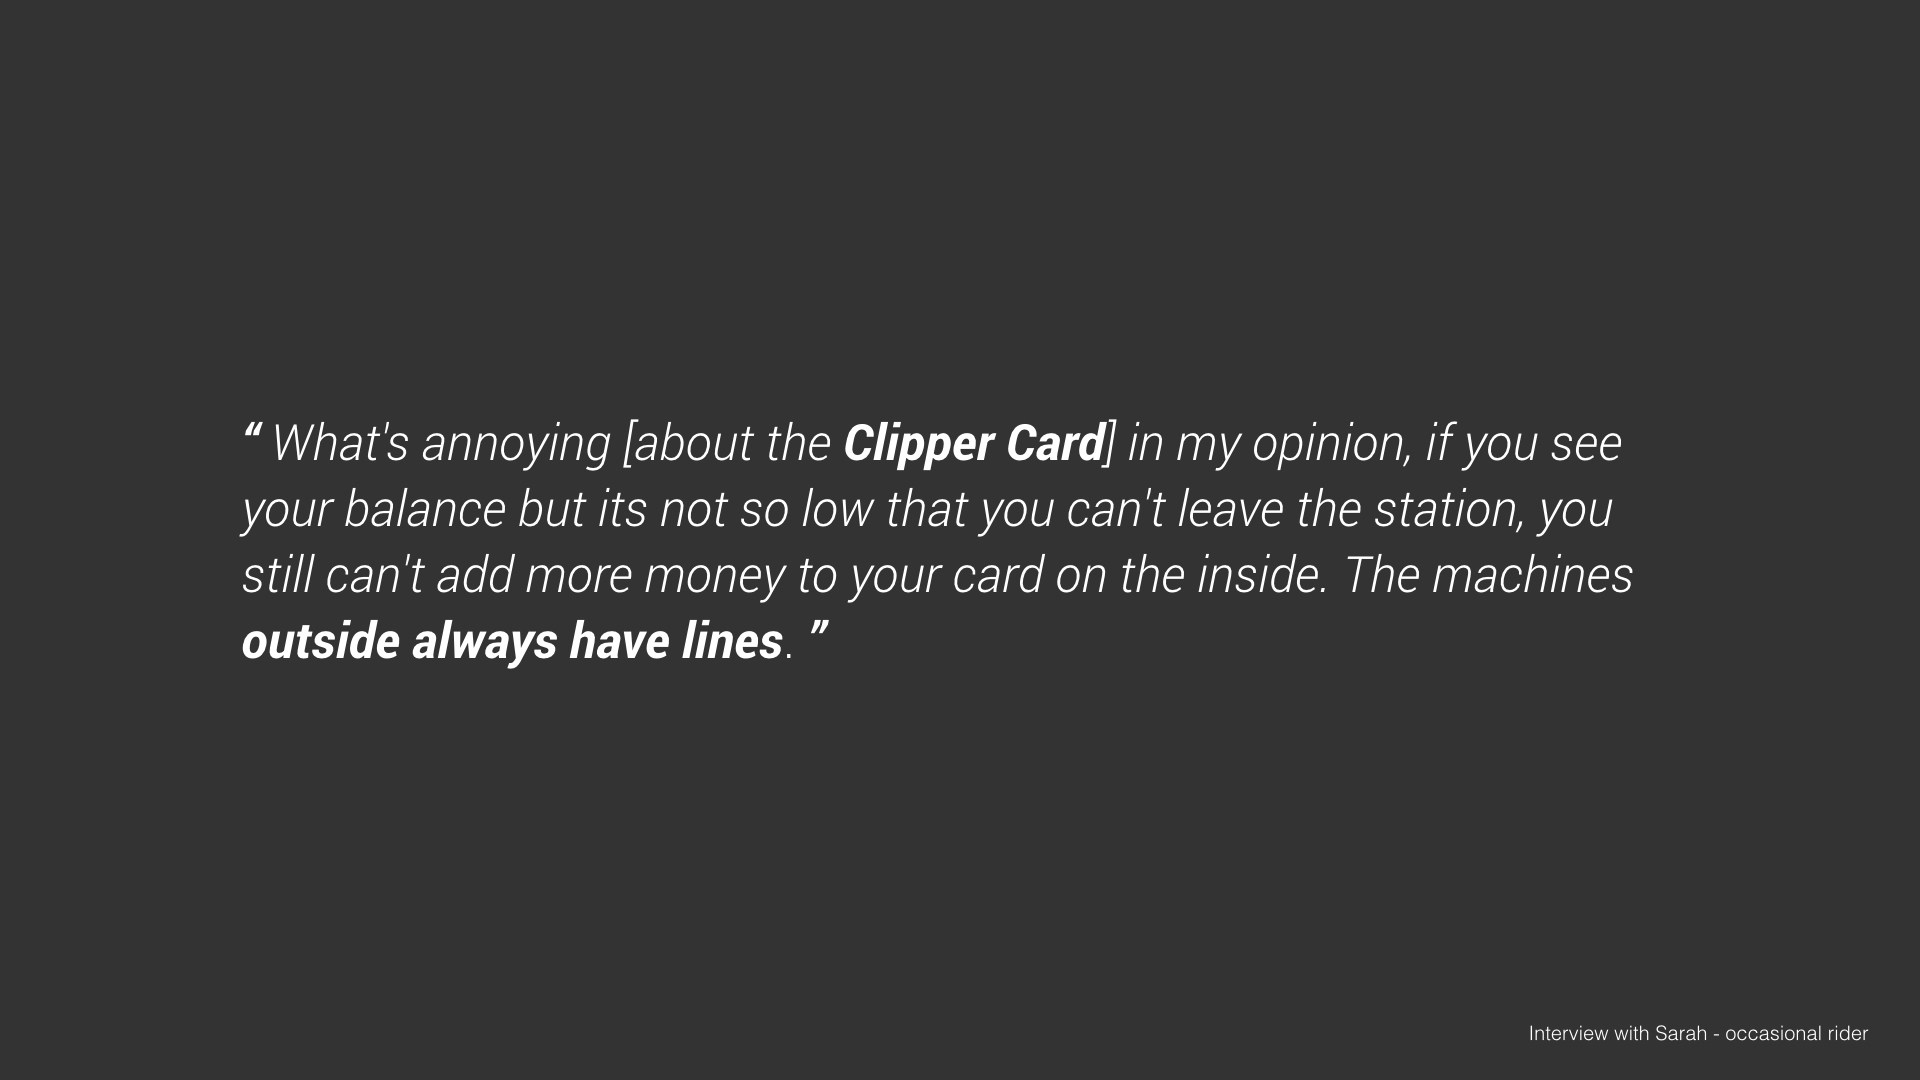 “ What's annoying [about the Clipper Card] in my opinion, if you see
your balance but its not so low that you can't leave the station, you
still can't add more money to your card on the inside. The machines
outside always have lines. ”
Interview with Sarah - occasional rider